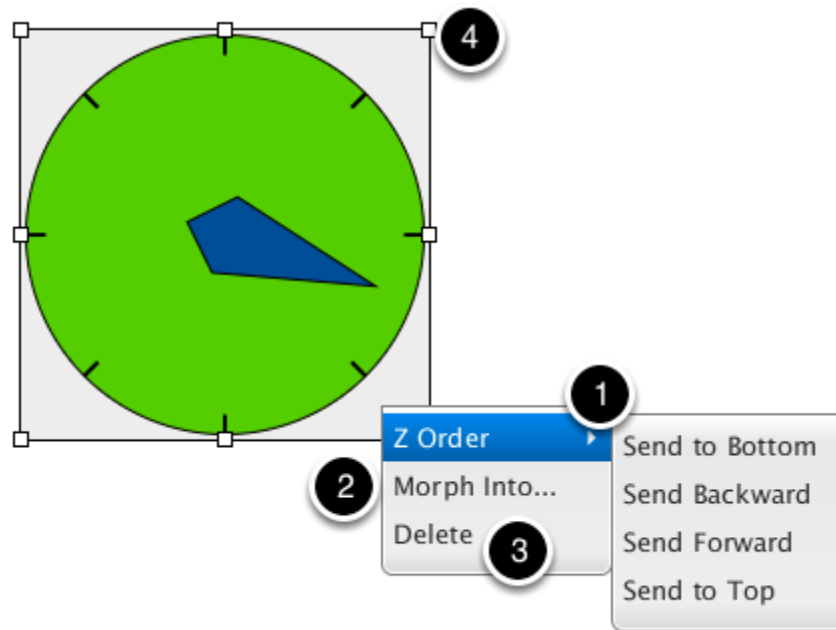 4
1
Z Order
Send to Bottom
2
Morph Into...
Send Backward
Delete
3
Send Forward
Send to Top